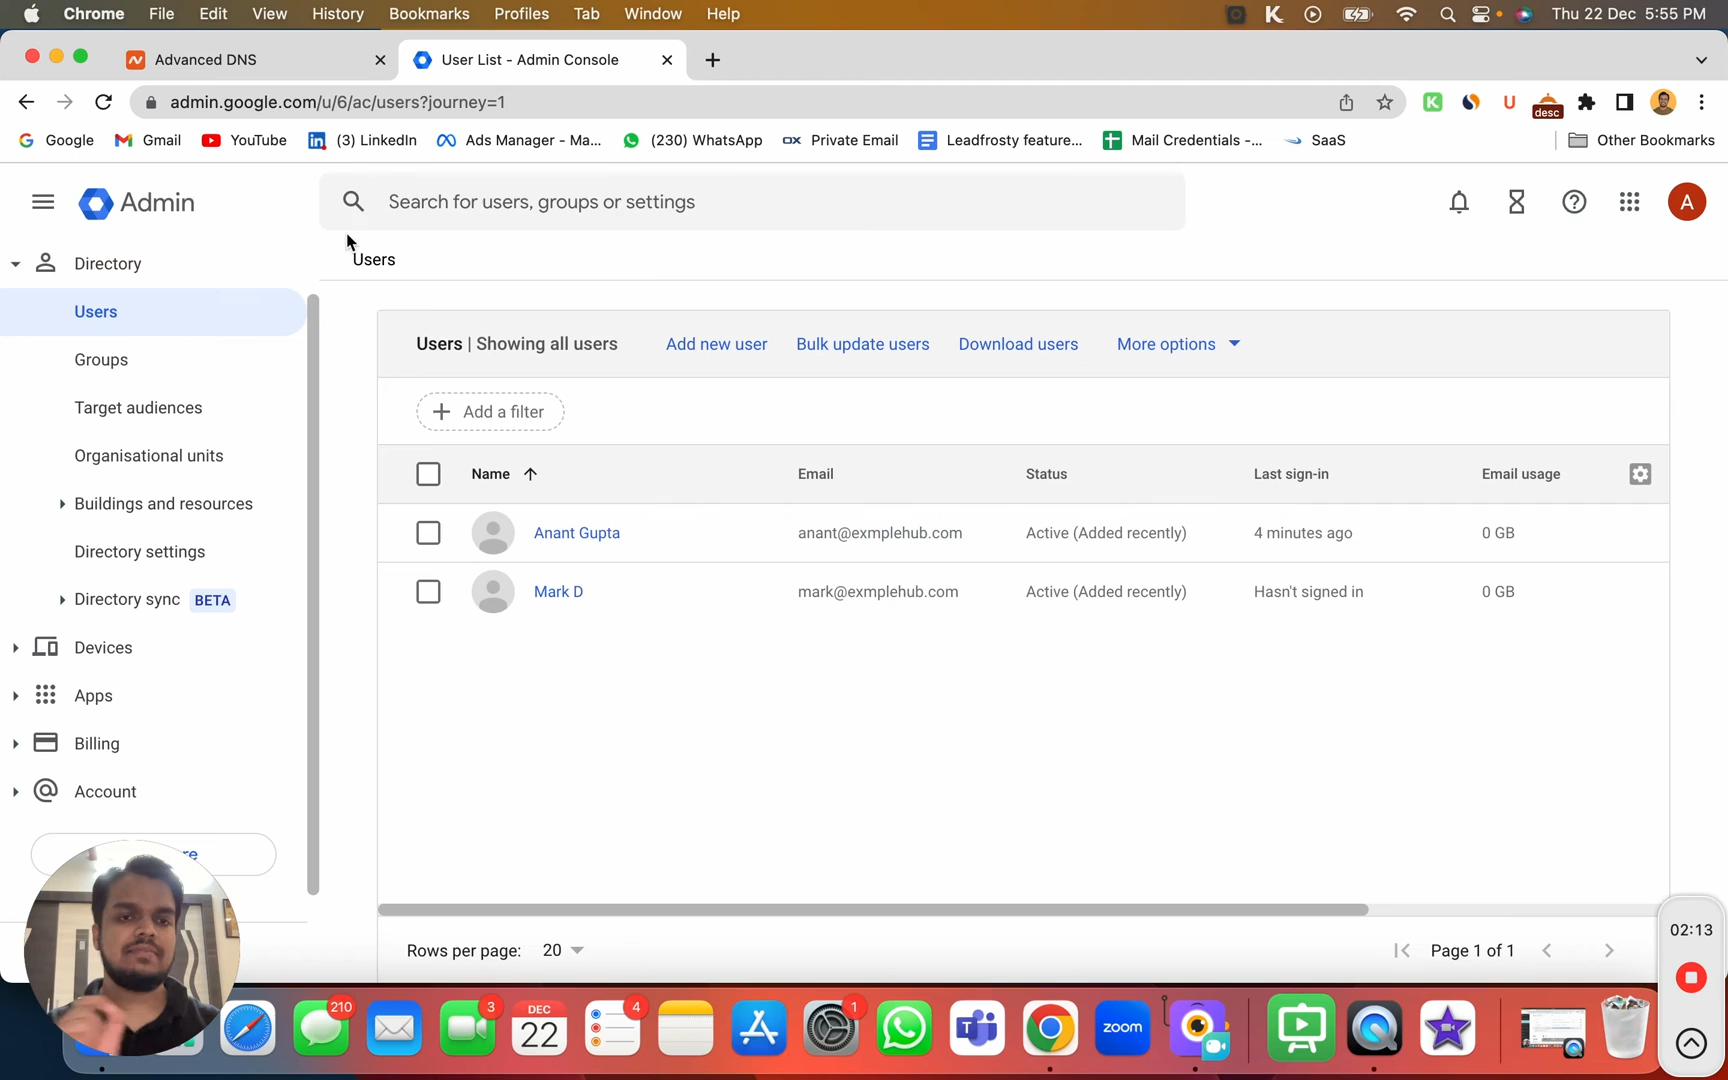 Chrome File Edit View History Bookmarks Profiles Tab Window Help Thu 22 Dec 5:55 PM
Advanced DNS User List - Admin Console
admin.google.com/u/6/ac/users?journey=1 desc
Google Gmail YouTube (3) LinkedIn Ads Manager - Ma... (230) WhatsApp OX Private Email Leadfrosty feature... Mail Credentials -... SaaS Other Bookmarks
Admin Search for users, groups or settings A
Directory
Users
Users
Groups
Target audiences
Organisational units
Buildings and resources
Directory settings
Directory sync BETA
Devices
Apps
Billing
Account
re
Users | Showing all users Add new user Bulk update users Download users More options
Add a filter
Name Email Status Last sign-in Email usage
Anant Gupta anant@exmplehub.com Active (Added recently) 4 minutes ago 0 GB
Mark D mark@exmplehub.com Active (Added recently) Hasn't signed in 0 GB
Rows per page: 20 Page 1 of 1
02:13
210 3 DEC 22 4 1 zoom